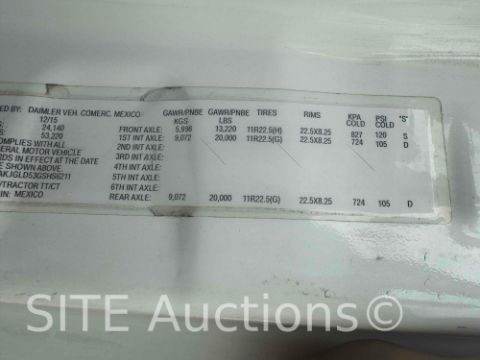 ED BY: DAIMLER VEH. COMERC. MEXICO GAWR/PNBE KGS GAWR/PNBE LBS TIRES RIMS KPA COLD PSI COLD "S"
12/15
24,140 FRONT AXLE: 5,996 13,220 11R22.5(H) 22.5X8.25 827 120 S
53,220 1ST INT AXLE: 9,072 20,000 11R22.5(G) 22.5X8.25 724 105 D
OMPLIES WITH ALL 2ND INT AXLE:
ERAL MOTOR VEHICLE 3RD INT AXLE:
RDS IN EFFECT AT THE DATE 4TH INT AXLE:
E SHOWN ABOVE. 5TH INT AXLE:
AKJGLD53GSHS6211 6TH INT AXLE:
/TRACTOR TT/CT REAR AXLE: 9,072 20,000 11R22.5(G) 22.5X8.25 724 105 D
IN: MEXICO
SITE Auctions©